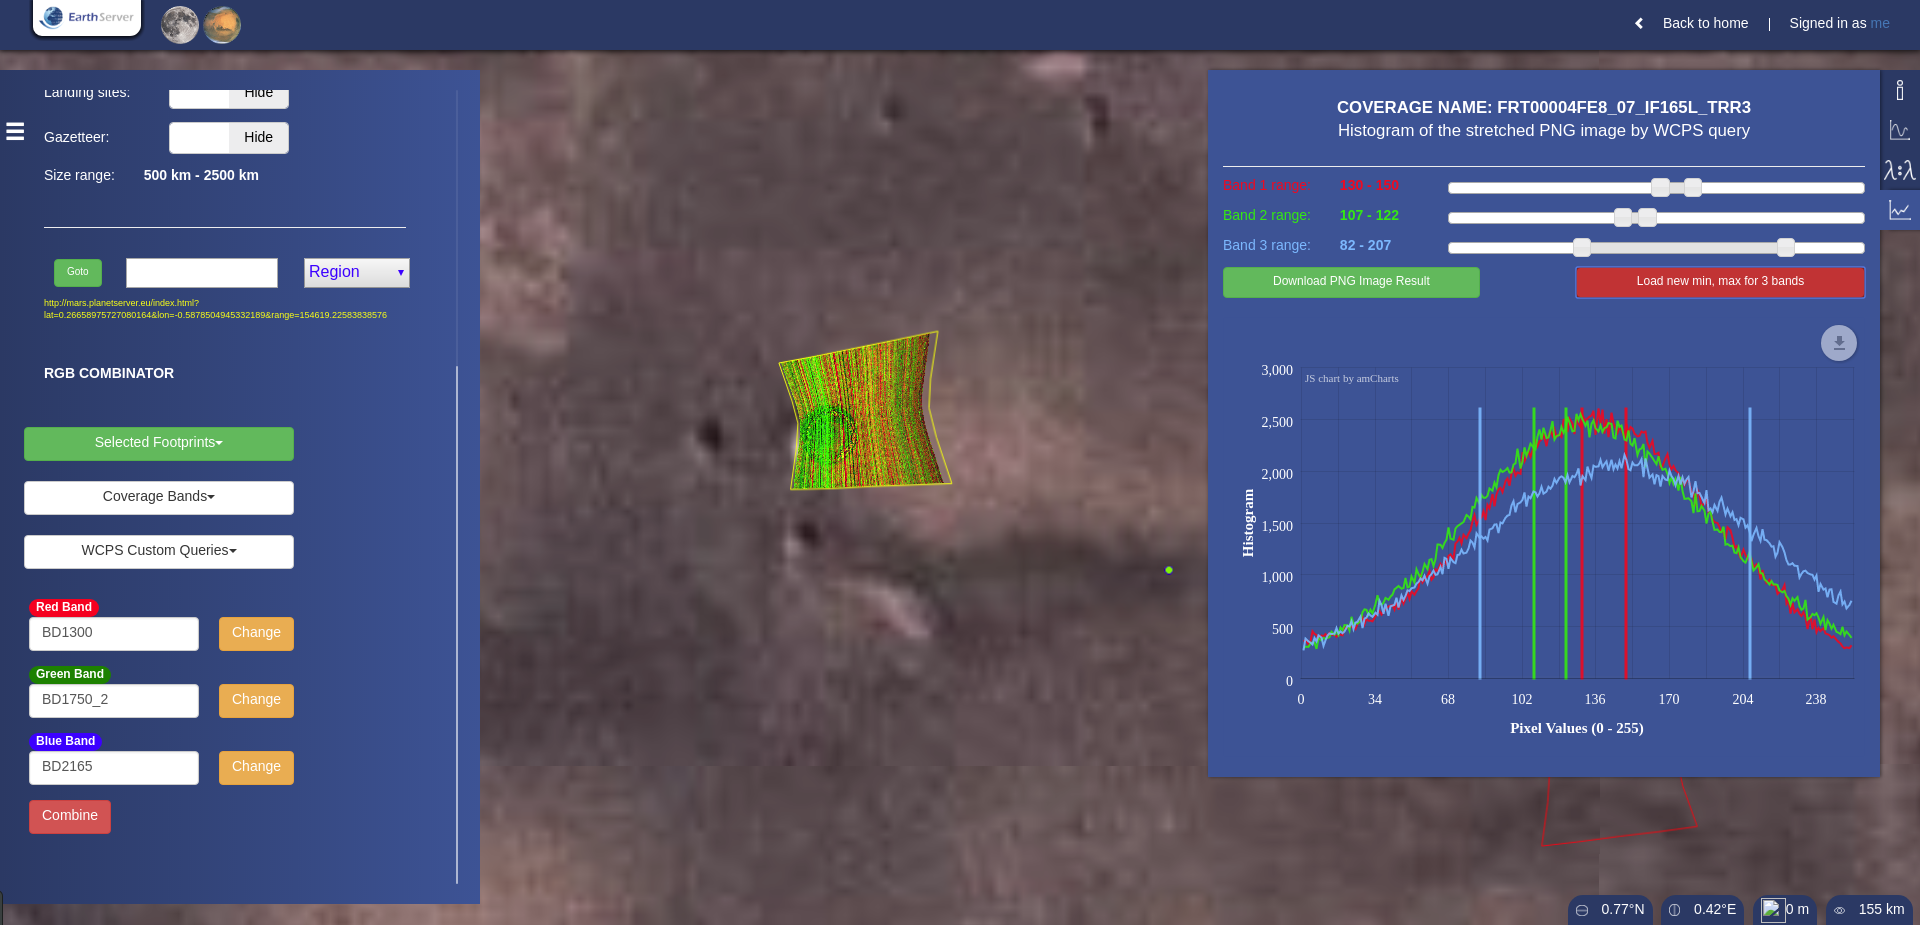 EarthServer
Back to home | Signed in as me
Landing sites: Hide
Gazetteer: Hide
Size range: 500 km - 2500 km
Goto Region
http://mars.planetserver.eu/index.html?
lat=0.26658975727080164&lon=-0.5878504945332189&range=154619.22583838576
RGB COMBINATOR
Selected Footprints
Coverage Bands
WCPS Custom Queries
Red Band
BD1300 Change
Green Band
BD1750_2 Change
Blue Band
BD2165 Change
Combine
COVERAGE NAME: FRT00004FE8_07_IF165L_TRR3
Histogram of the stretched PNG image by WCPS query
Band 1 range:
Band 2 range: 107 - 122
Band 3 range: 82 - 207
Download PNG Image Result Load new min, max for 3 bands
λ:λ
JS chart by amCharts
3,000
2,500
2,000
1,500
1,000
500
0
Histogram
0 34 68 102 136 170 204 238
Pixel Values (0 - 255)
0.77°N 0.42°E 0 m 155 km